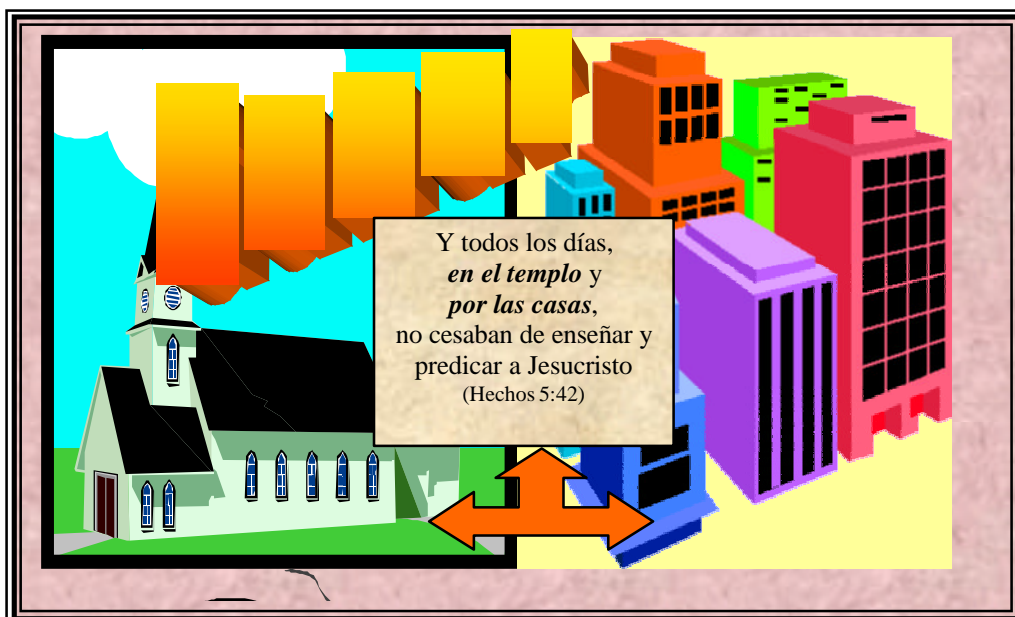 Y todos los días,
en el templo y
por las casas,
no cesaban de enseñar y
predicar a Jesucristo
(Hechos 5:42)